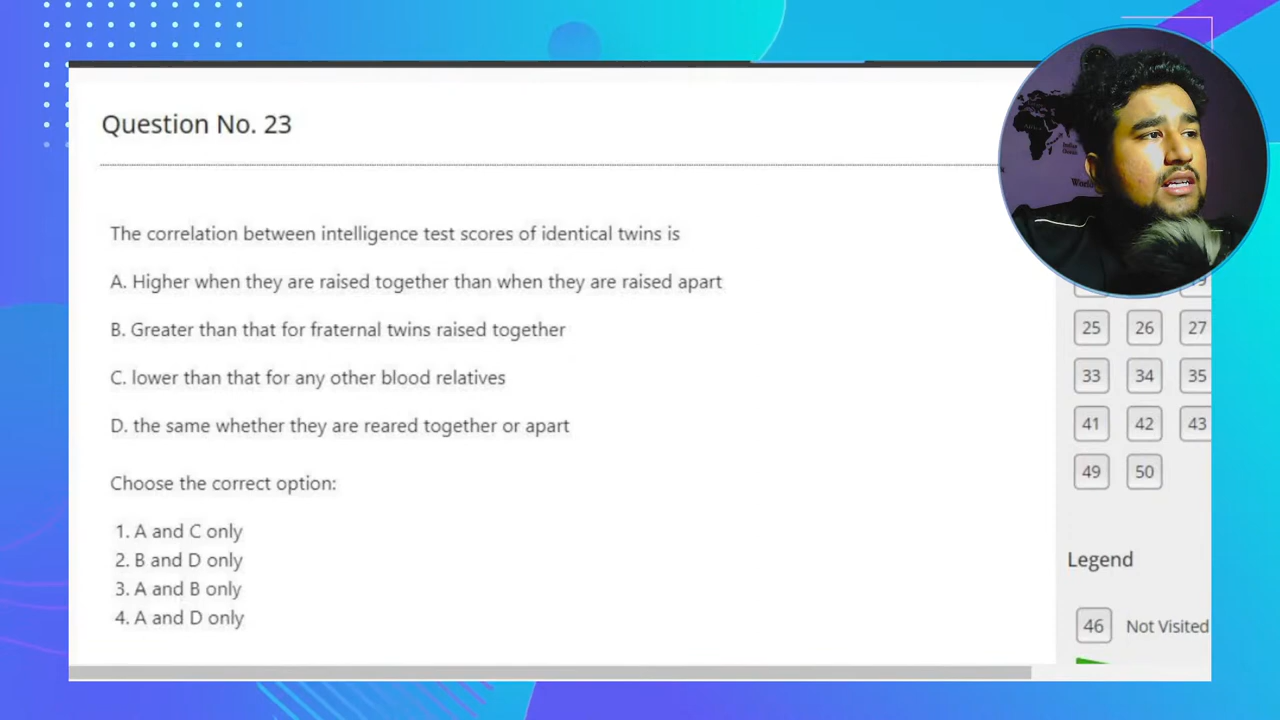 Question No. 23
The correlation between intelligence test scores of identical twins is
A. Higher when they are raised together than when they are raised apart
B. Greater than that for fraternal twins raised together
C. lower than that for any other blood relatives
D. the same whether they are reared together or apart
Choose the correct option:
1. A and C only
2. B and D only
3. A and B only
4. A and D only
25 26 27
33 34 35
41 42 43
49 50
Legend
46 Not Visited